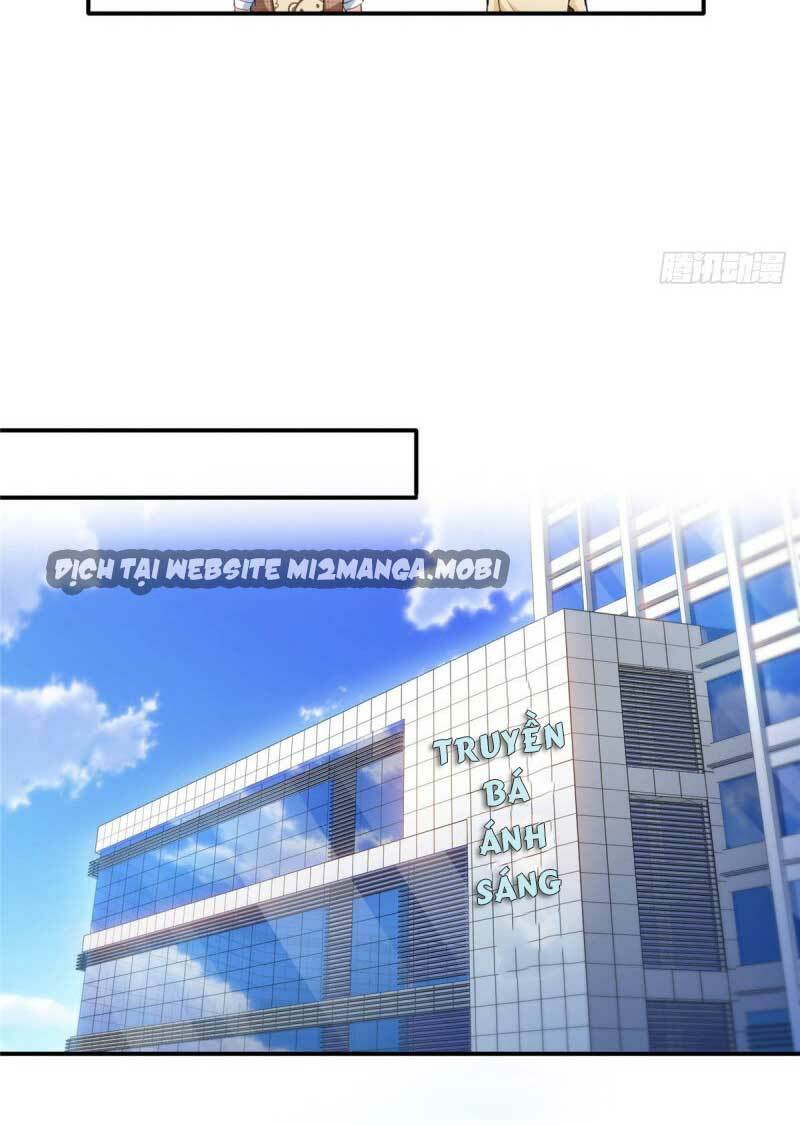 腾讯动漫
DỊCH TẠI WEBSITE MI2MANGA.MOBI
TRUYỀN
BÁ
ÁNH
SÁNG